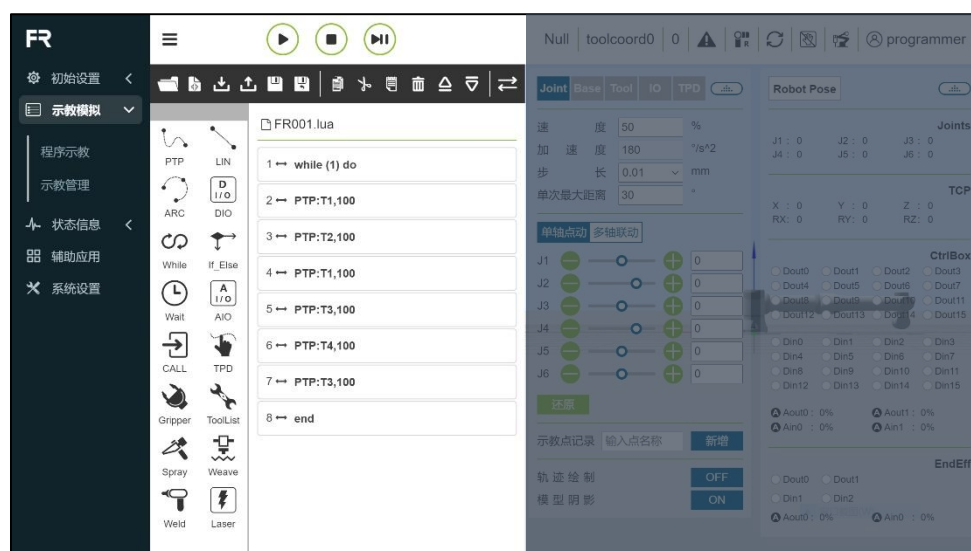 FR
初始设置
示教模拟
程序示教
示教管理
状态信息
辅助应用
系统设置
PTP LIN
ARC DIO
While If_Else
Wait AIO
CALL TPD
Gripper ToolList
Spray Weave
Weld Laser
D
I/O
A
I/O
FR001.lua
1 while (1) do
2 PTP:T1,100
3 PTP:T2,100
4 PTP:T1,100
5 PTP:T3,100
6 PTP:T4,100
7 PTP:T3,100
8 end
Null toolcoord0 0 R programmer
Joint Base Tool IO TPD
速度 50 %
加速度 180 °/s^2
步长 0.01 mm
单次最大距离 30 °
单轴点动 多轴联动
J1 0
J2 0
J3 0
J4 0
J5 0
J6 0
还原
示教点记录 输入点名称 新增
轨迹绘制 OFF
模型阴影 ON
Robot Pose
Joints
J1 : 0 J2 : 0 J3 : 0
J4 : 0 J5 : 0 J6 : 0
TCP
X : 0 Y : 0 Z : 0
RX: 0 RY: 0 RZ: 0
CtrlBox
Dout0 Dout1 Dout2 Dout3
Dout4 Dout5 Dout6 Dout7
Dout8 Dout9 Dout10 Dout11
Dout12 Dout13 Dout14 Dout15
Din0 Din1 Din2 Din3
Din4 Din5 Din6 Din7
Din8 Din9 Din10 Din11
Din12 Din13 Din14 Din15
A Aout0 : 0% A Aout1 : 0%
A Ain0 : 0% A Ain1 : 0%
EndEff
Dout0 Dout1
Din1 Din2
A Aout0 : 0% A Ain0 : 0%